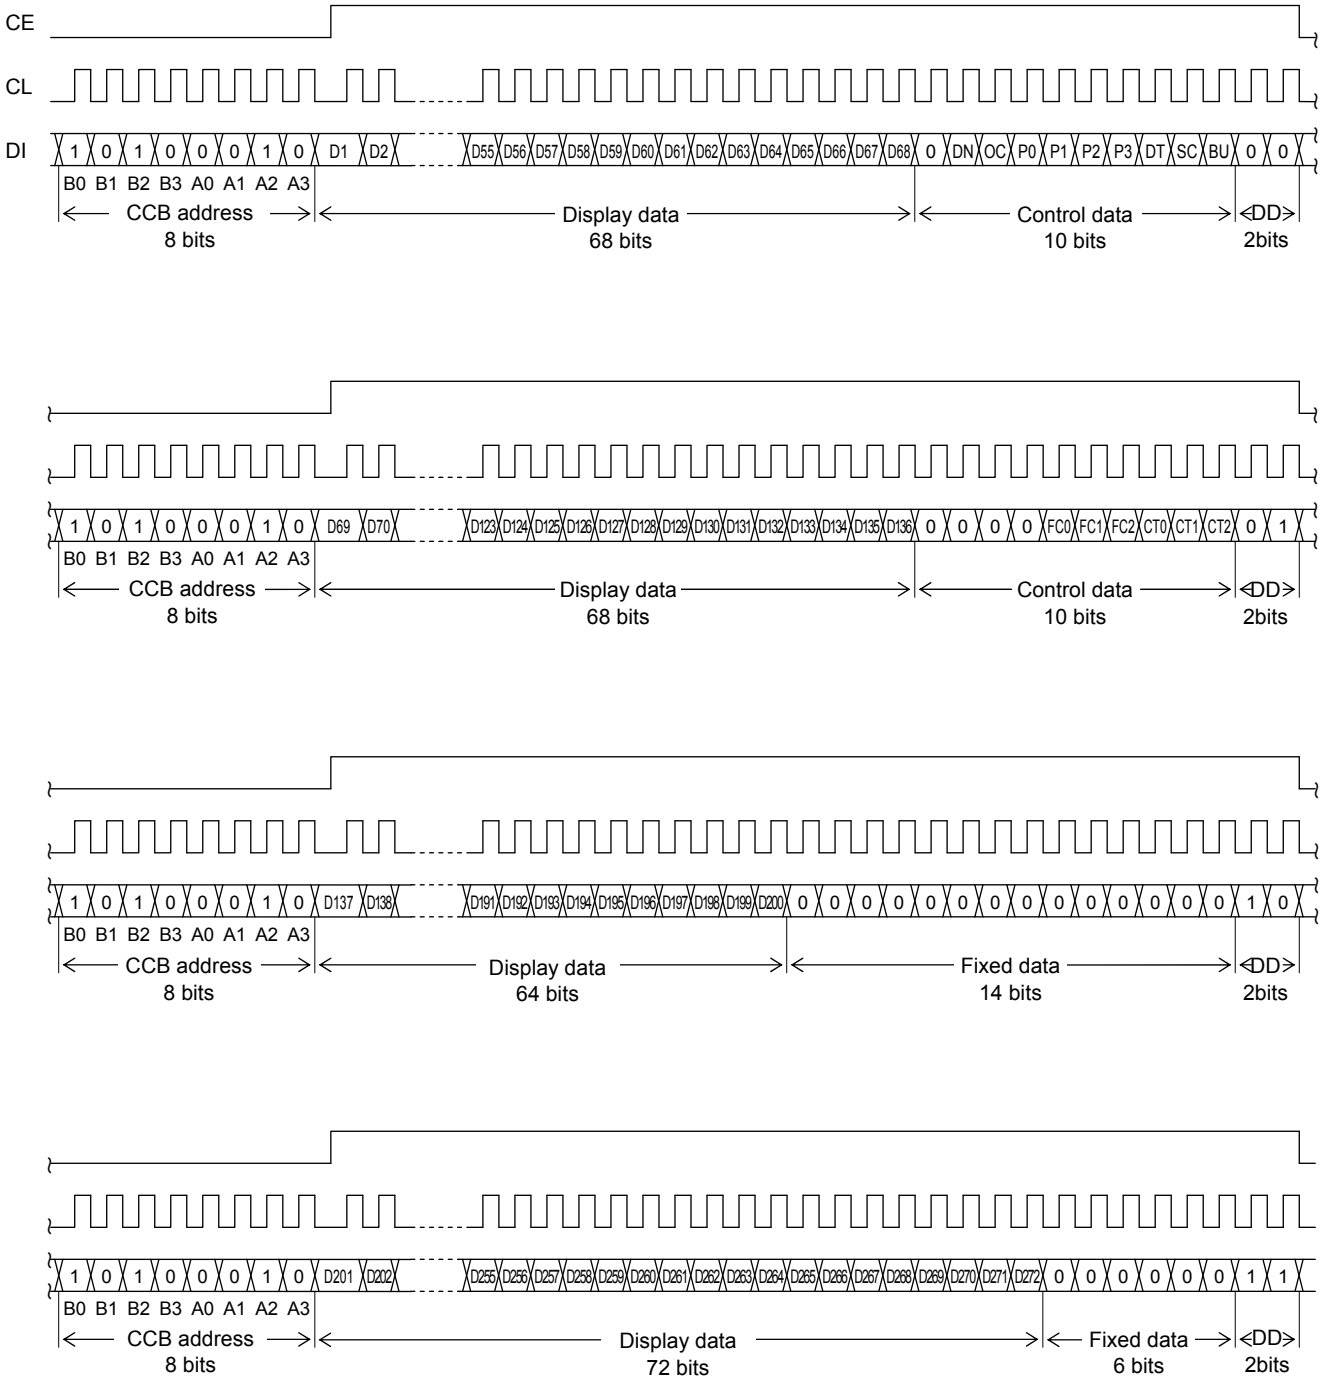 CE
CL
DI 1 0 1 0 0 0 1 0 D1 D2 D55 D56 D57 D58 D59 D60 D61 D62 D63 D64 D65 D66 D67 D68 0 DN OC P0 P1 P2 P3 DT SC BU 0 0
B0 B1 B2 B3 A0 A1 A2 A3
CCB address Display data Control data DD
8 bits 68 bits 10 bits 2bits
1 0 1 0 0 0 1 0 D69 D70 D123 D124 D125 D126 D127 D128 D129 D130 D131 D132 D133 D134 D135 D136 0 0 0 0 FC0 FC1 FC2 CT0 CT1 CT2 0 1
B0 B1 B2 B3 A0 A1 A2 A3
CCB address Display data Control data DD
8 bits 68 bits 10 bits 2bits
1 0 1 0 0 0 1 0 D137 D138 D191 D192 D193 D194 D195 D196 D197 D198 D199 D200 0 0 0 0 0 0 0 0 0 0 0 0 0 0 1 0
B0 B1 B2 B3 A0 A1 A2 A3
CCB address Display data Fixed data DD
8 bits 64 bits 14 bits 2bits
1 0 1 0 0 0 1 0 D201 D202 D255 D256 D257 D258 D259 D260 D261 D262 D263 D264 D265 D266 D267 D268 D269 D270 D271 D272 0 0 0 0 0 0 1 1
B0 B1 B2 B3 A0 A1 A2 A3
CCB address Display data Fixed data DD
8 bits 72 bits 6 bits 2bits